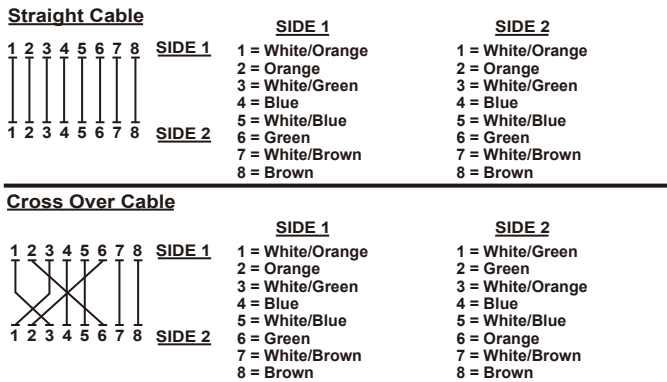 Straight Cable
1 2 3 4 5 6 7 8 SIDE 1
1 2 3 4 5 6 7 8 SIDE 2
SIDE 1
1 = White/Orange
2 = Orange
3 = White/Green
4 = Blue
5 = White/Blue
6 = Green
7 = White/Brown
8 = Brown
SIDE 2
1 = White/Orange
2 = Orange
3 = White/Green
4 = Blue
5 = White/Blue
6 = Green
7 = White/Brown
8 = Brown
Cross Over Cable
1 2 3 4 5 6 7 8 SIDE 1
1 2 3 4 5 6 7 8 SIDE 2
SIDE 1
1 = White/Orange
2 = Orange
3 = White/Green
4 = Blue
5 = White/Blue
6 = Green
7 = White/Brown
8 = Brown
SIDE 2
1 = White/Green
2 = Green
3 = White/Orange
4 = Blue
5 = White/Blue
6 = Orange
7 = White/Brown
8 = Brown